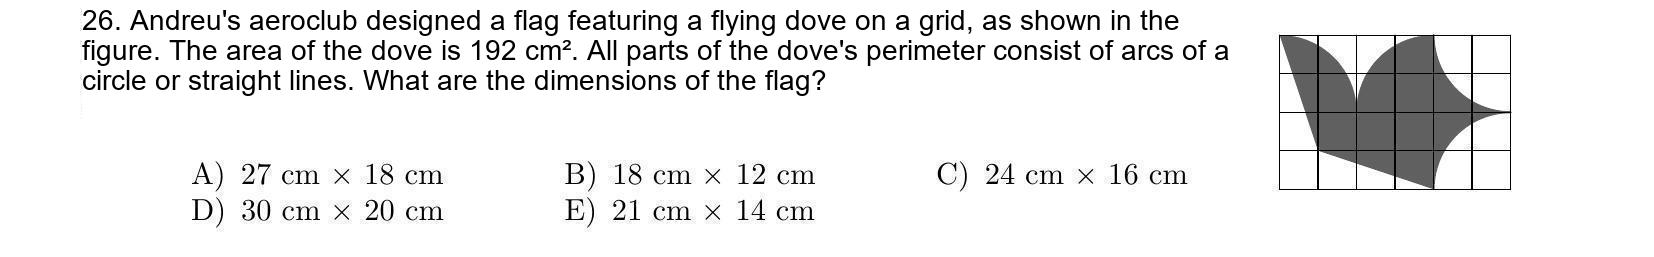 26. Andreu's aeroclub designed a flag featuring a flying dove on a grid, as shown in the
figure. The area of the dove is 192 cm². All parts of the dove's perimeter consist of arcs of a
circle or straight lines. What are the dimensions of the flag?
A) 27 cm × 18 cm B) 18 cm × 12 cm C) 24 cm × 16 cm
D) 30 cm × 20 cm E) 21 cm × 14 cm